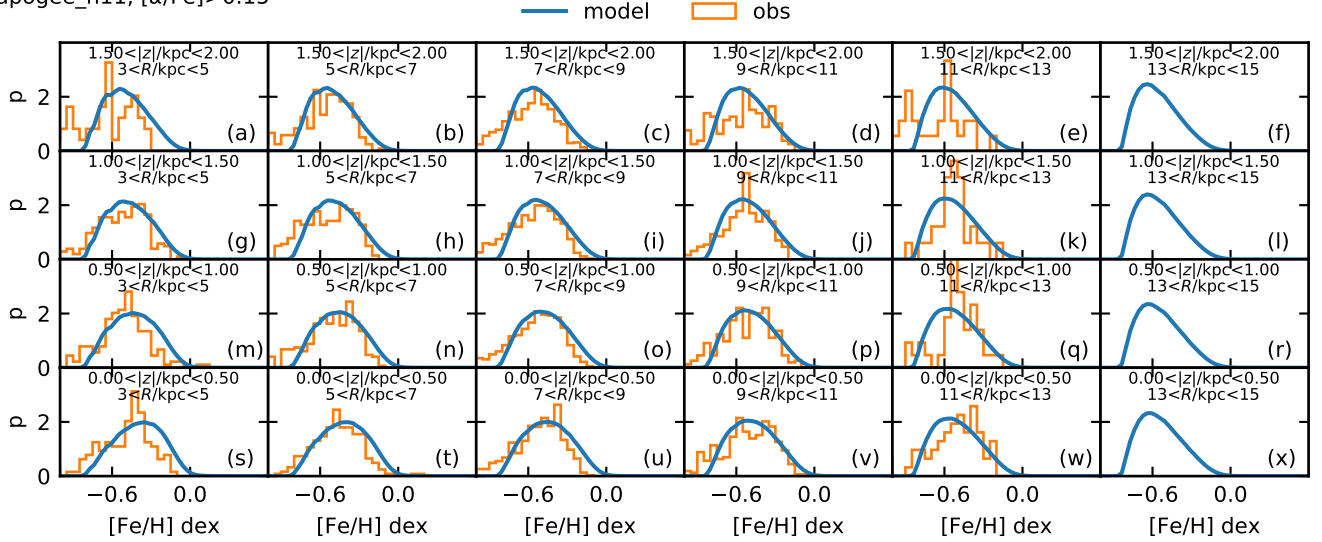 apogee_n11, [α/Fe]>0.15
model obs
1.50<|z|/kpc<2.00 1.50<|z|/kpc<2.00 1.50<|z|/kpc<2.00 1.50<|z|/kpc<2.00 1.50<|z|/kpc<2.00 1.50<|z|/kpc<2.00
3<R/kpc<5 5<R/kpc<7 7<R/kpc<9 9<R/kpc<11 11<R/kpc<13 13<R/kpc<15
p 2
(a) (b) (c) (d) (e) (f)
0
1.00<|z|/kpc<1.50 1.00<|z|/kpc<1.50 1.00<|z|/kpc<1.50 1.00<|z|/kpc<1.50 1.00<|z|/kpc<1.50 1.00<|z|/kpc<1.50
3<R/kpc<5 5<R/kpc<7 7<R/kpc<9 9<R/kpc<11 11<R/kpc<13 13<R/kpc<15
p 2
(g) (h) (i) (j) (k) (l)
0
0.50<|z|/kpc<1.00 0.50<|z|/kpc<1.00 0.50<|z|/kpc<1.00 0.50<|z|/kpc<1.00 0.50<|z|/kpc<1.00 0.50<|z|/kpc<1.00
3<R/kpc<5 5<R/kpc<7 7<R/kpc<9 9<R/kpc<11 11<R/kpc<13 13<R/kpc<15
p 2
(m) (n) (o) (p) (q) (r)
0
0.00<|z|/kpc<0.50 0.00<|z|/kpc<0.50 0.00<|z|/kpc<0.50 0.00<|z|/kpc<0.50 0.00<|z|/kpc<0.50 0.00<|z|/kpc<0.50
3<R/kpc<5 5<R/kpc<7 7<R/kpc<9 9<R/kpc<11 11<R/kpc<13 13<R/kpc<15
p 2
(s) (t) (u) (v) (w) (x)
0
−0.6 0.0 −0.6 0.0 −0.6 0.0 −0.6 0.0 −0.6 0.0 −0.6 0.0
[Fe/H] dex [Fe/H] dex [Fe/H] dex [Fe/H] dex [Fe/H] dex [Fe/H] dex